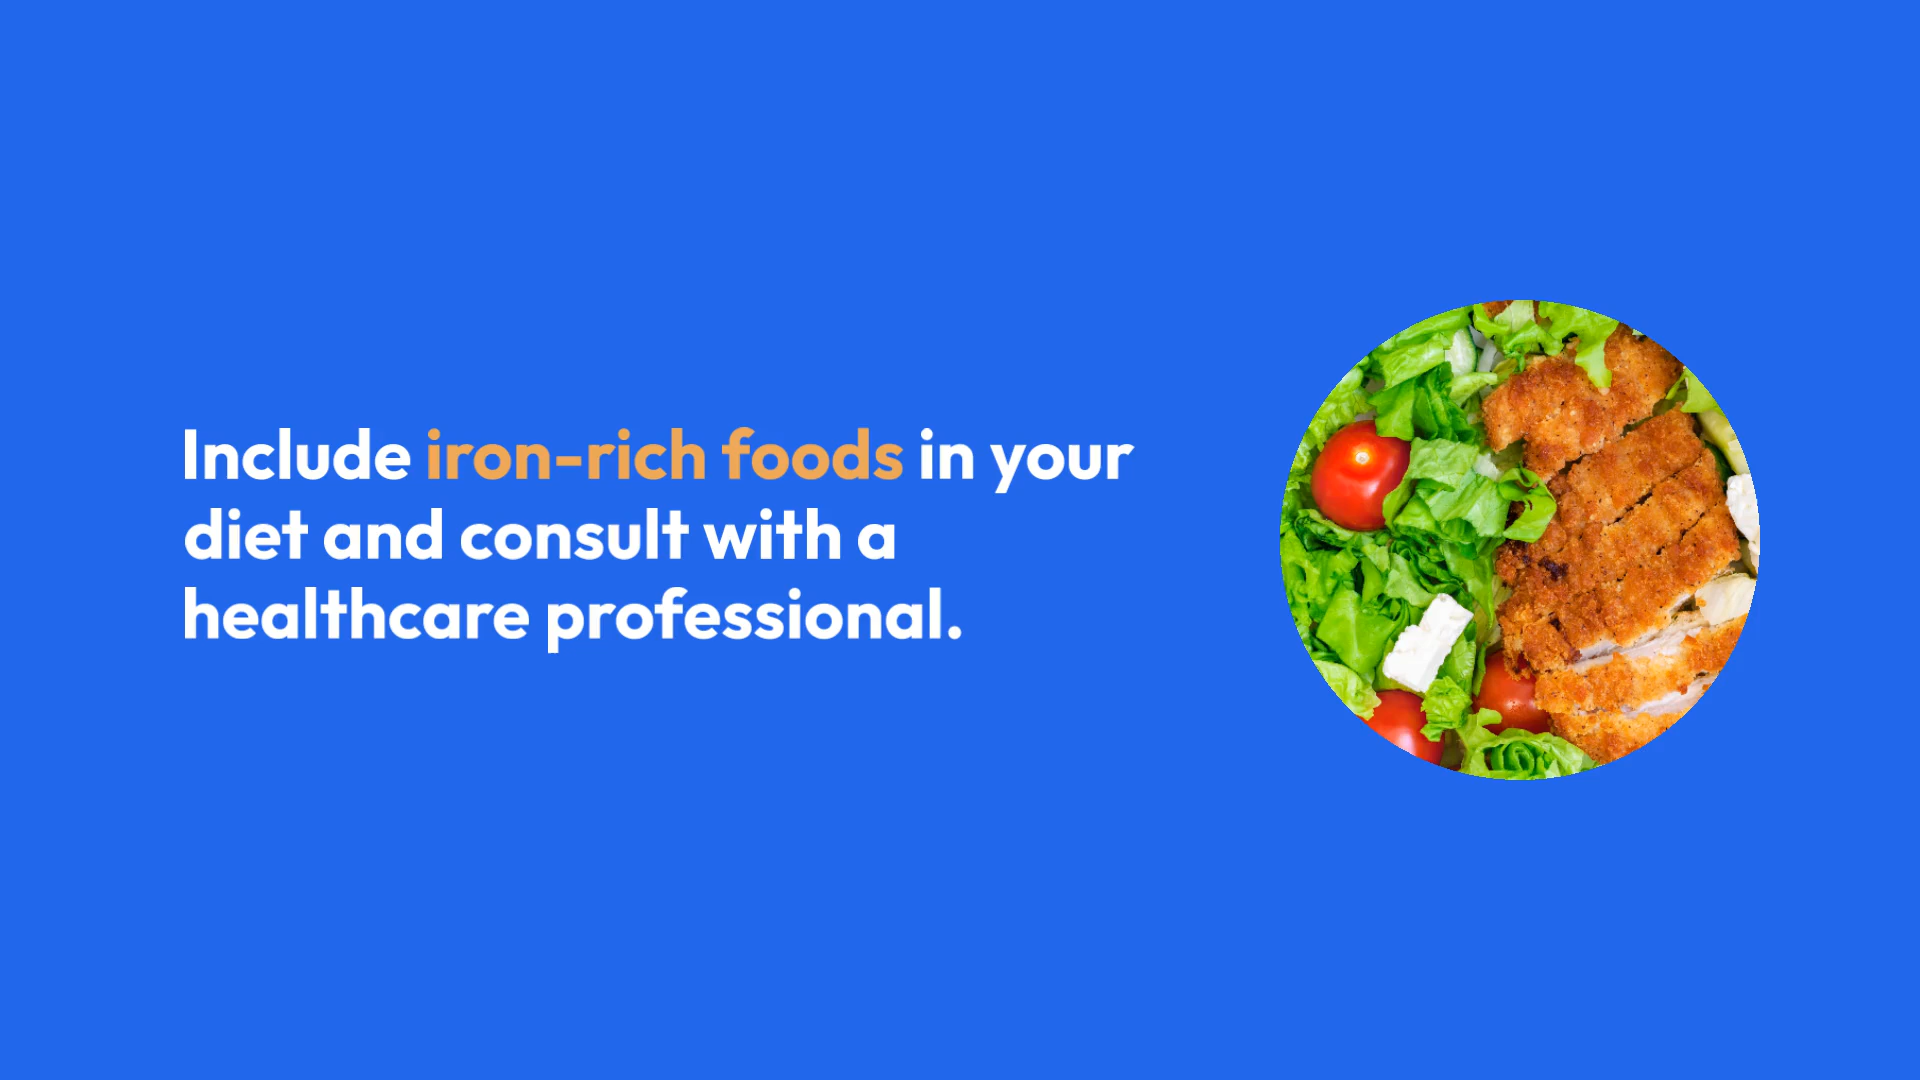 Include iron-rich foods in your
diet and consult with a
healthcare professional.